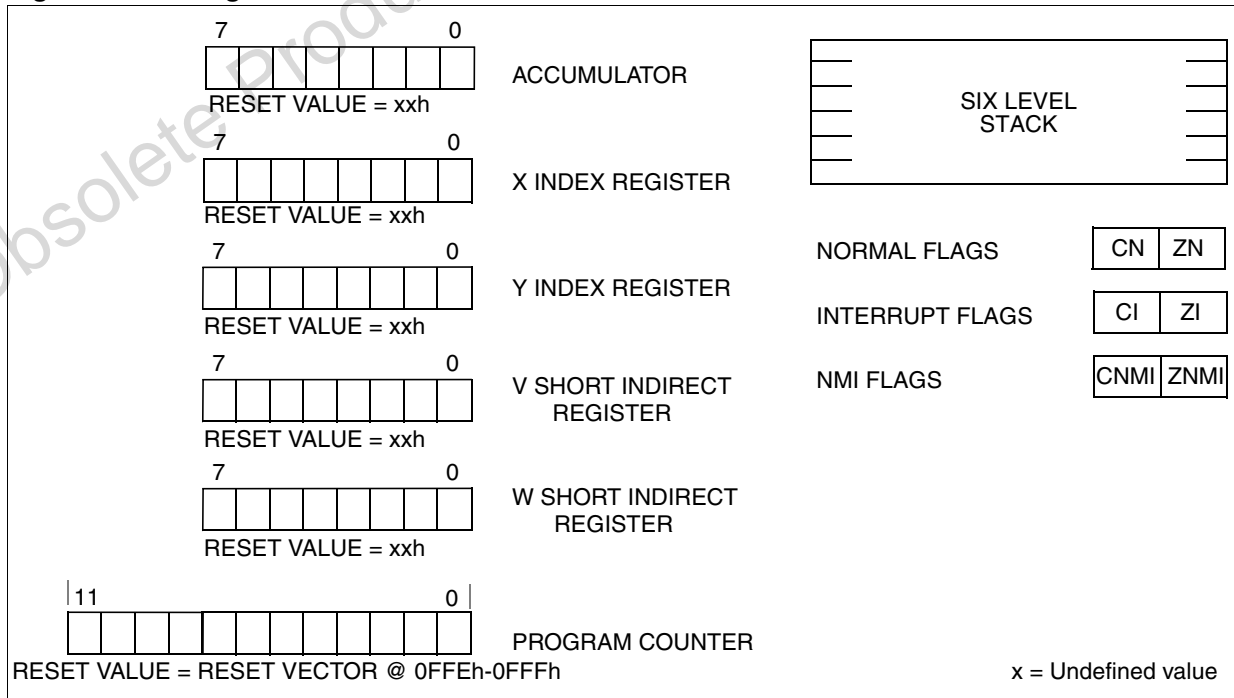 7 0
ACCUMULATOR
RESET VALUE = xxh
7 0
X INDEX REGISTER
RESET VALUE = xxh
7 0
Y INDEX REGISTER
RESET VALUE = xxh
7 0
V SHORT INDIRECT
REGISTER
RESET VALUE = xxh
7 0
W SHORT INDIRECT
REGISTER
RESET VALUE = xxh
11 0
PROGRAM COUNTER
RESET VALUE = RESET VECTOR @ 0FFEh-0FFFh
SIX LEVEL
STACK
NORMAL FLAGS CN ZN
INTERRUPT FLAGS CI ZI
NMI FLAGS CNMI ZNMI
x = Undefined value